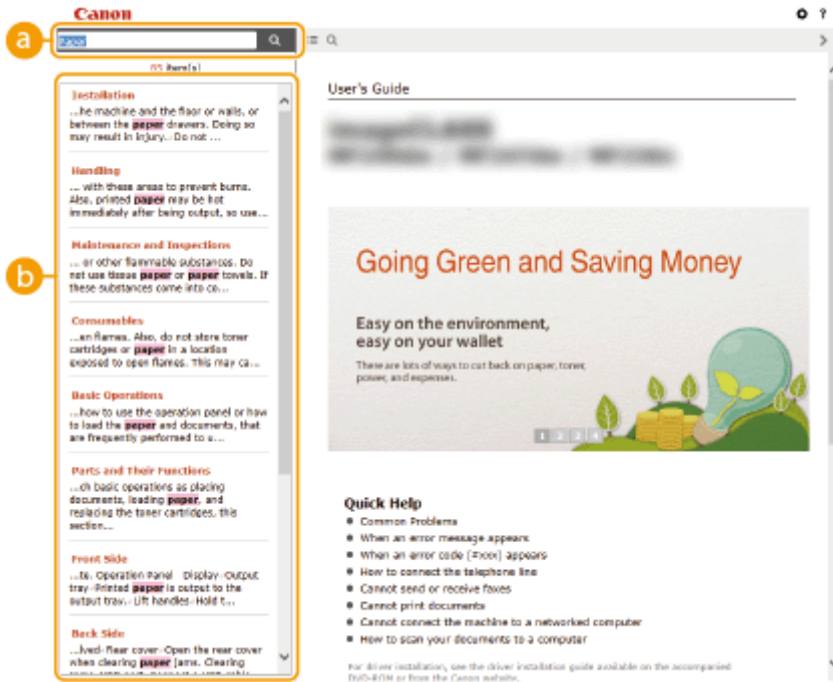 Canon
?
a
Paper
item(s)
b
Installation
...he machine and the floor or walls, or
between the paper drawers. Doing so
may result in injury. Do not ...
Handling
... with these areas to prevent burns.
Also, printed paper may be hot
immediately after being output, so use...
Maintenance and Inspections
... or other flammable substances. Do
not use tissue paper or paper towels. If
these substances come into co...
Consumables
...en flames. Also, do not store toner
cartridges or paper in a location
exposed to open flames. This may ca...
Basic Operations
...how to use the operation panel or how
to load the paper and documents, that
are frequently performed to u...
Parts and Their Functions
...ch basic operations as placing
documents, loading paper, and
replacing the toner cartridges, this
section...
Front Side
...te. Operation Panel Display Output
tray Printed paper is output to the
output tray. Lift handles Hold t...
Back Side
...ived Rear cover Open the rear cover
when clearing paper jams. Clearing
User's Guide
Going Green and Saving Money
Easy on the environment,
easy on your wallet
There are lots of ways to cut back on paper, toner,
power, and expenses.
1 2 3 4
Quick Help
Common Problems
When an error message appears
When an error code (#xxx) appears
How to connect the telephone line
Cannot send or receive faxes
Cannot print documents
Cannot connect the machine to a networked computer
How to scan your documents to a computer
For driver installation, see the driver installation guide available on the accompanied
DVD-ROM or from the Canon website.